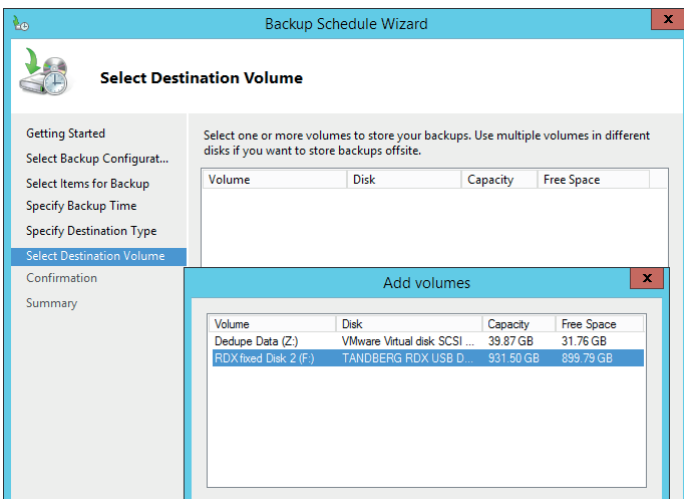 Backup Schedule Wizard
x
Select Destination Volume
Getting Started
Select Backup Configurat...
Select Items for Backup
Specify Backup Time
Specify Destination Type
Select Destination Volume
Confirmation
Summary
Select one or more volumes to store your backups. Use multiple volumes in different
disks if you want to store backups offsite.
Volume Disk Capacity Free Space
Add volumes
x
Volume Disk Capacity Free Space
Dedupe Data (Z:) VMware Virtual disk SCSI ... 39.87 GB 31.76 GB
RDX fixed Disk 2 (F:) TANDBERG RDX USB D... 931.50 GB 899.79 GB